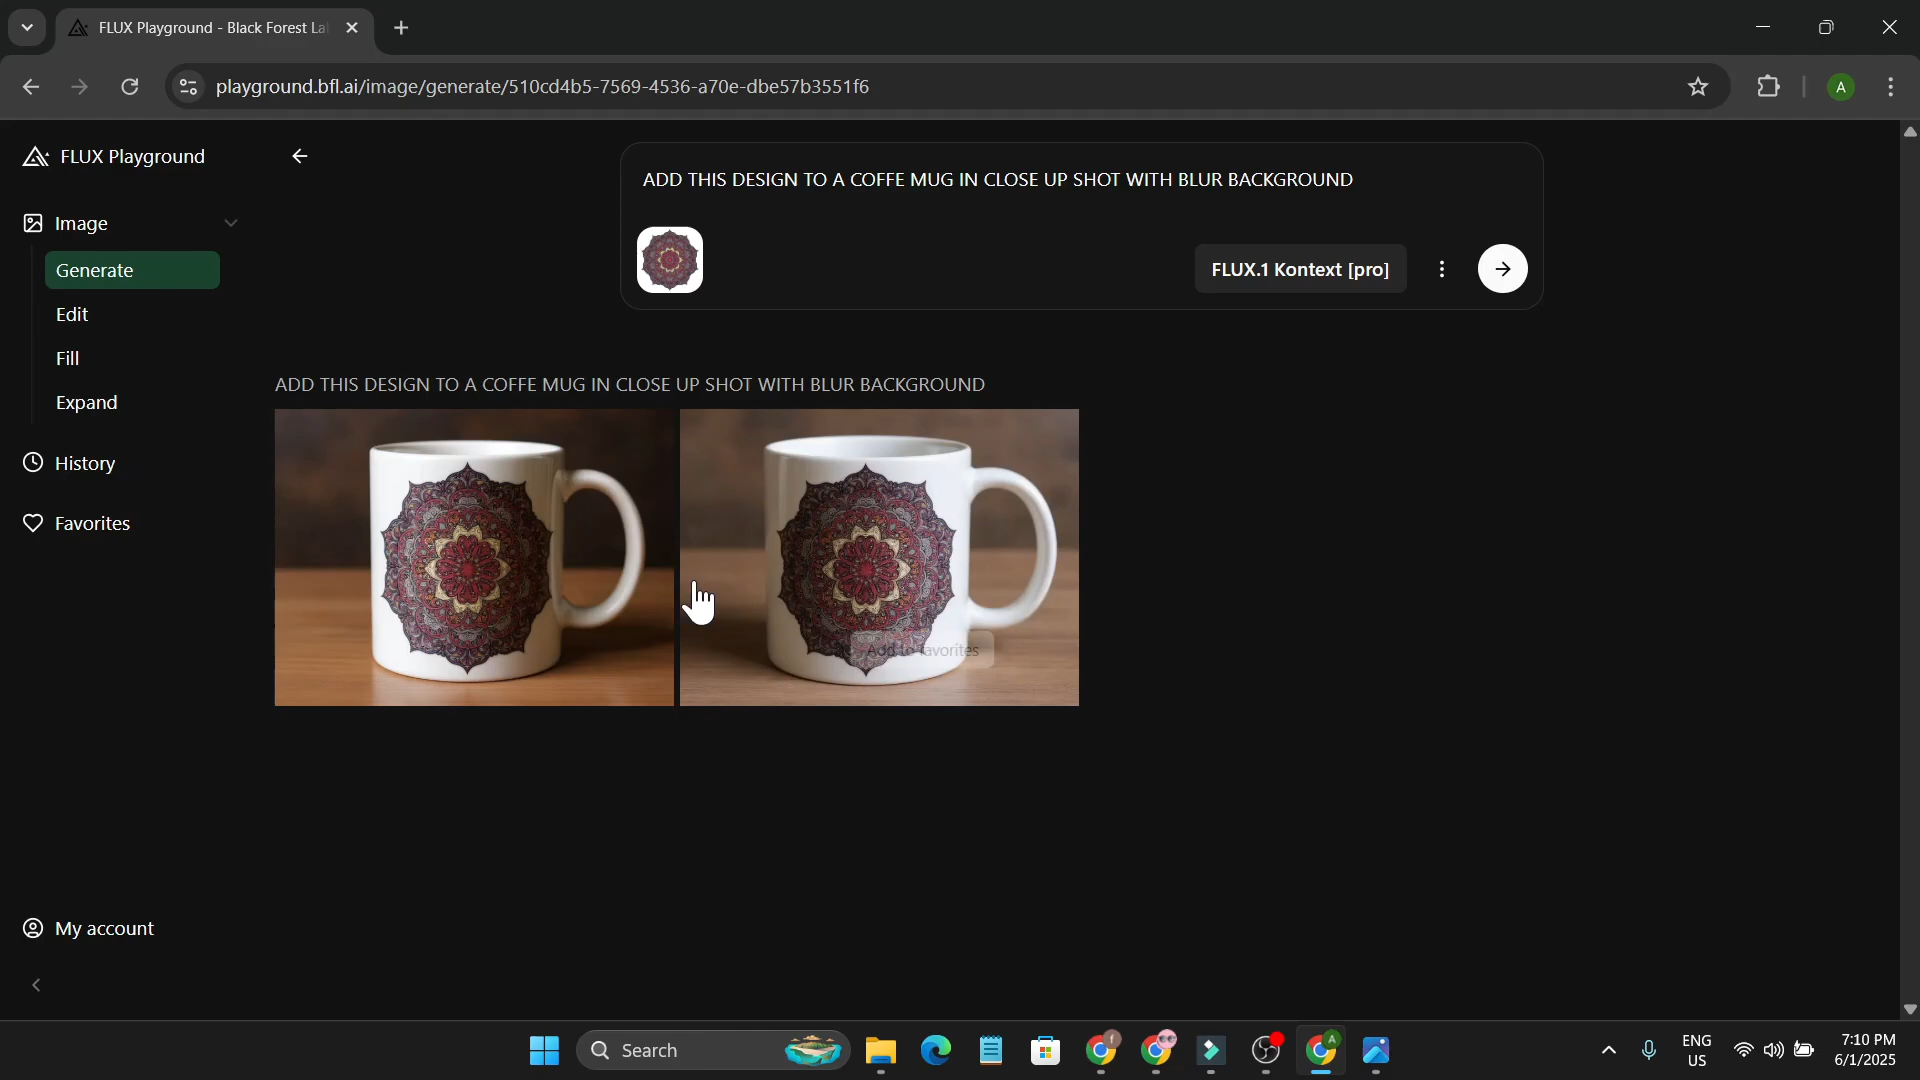 FLUX Playground - Black Forest La
playground.bfl.ai/image/generate/510cd4b5-7569-4536-a70e-dbe57b3551f6
A
FLUX Playground
ADD THIS DESIGN TO A COFFE MUG IN CLOSE UP SHOT WITH BLUR BACKGROUND
Image
Generate
FLUX.1 Kontext [pro]
Edit
Fill
ADD THIS DESIGN TO A COFFE MUG IN CLOSE UP SHOT WITH BLUR BACKGROUND
Expand
History
Favorites
Add to favorites
My account
Search
f
A
ENG
US
7:10 PM
6/1/2025